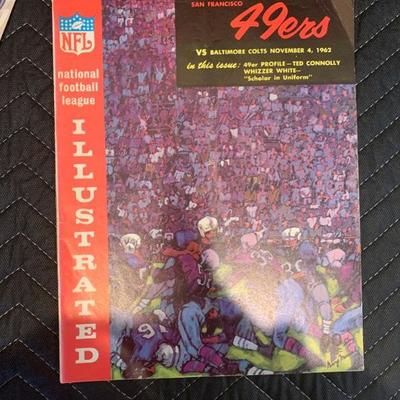 NFL
national
football
league
ILLUSTRATED
SAN FRANCISCO
49ers
VS BALTIMORE COLTS NOVEMBER 4, 1962
in this issue: 49er PROFILE—TED CONNOLLY
WHIZZER WHITE—
"Scholar in Uniform"